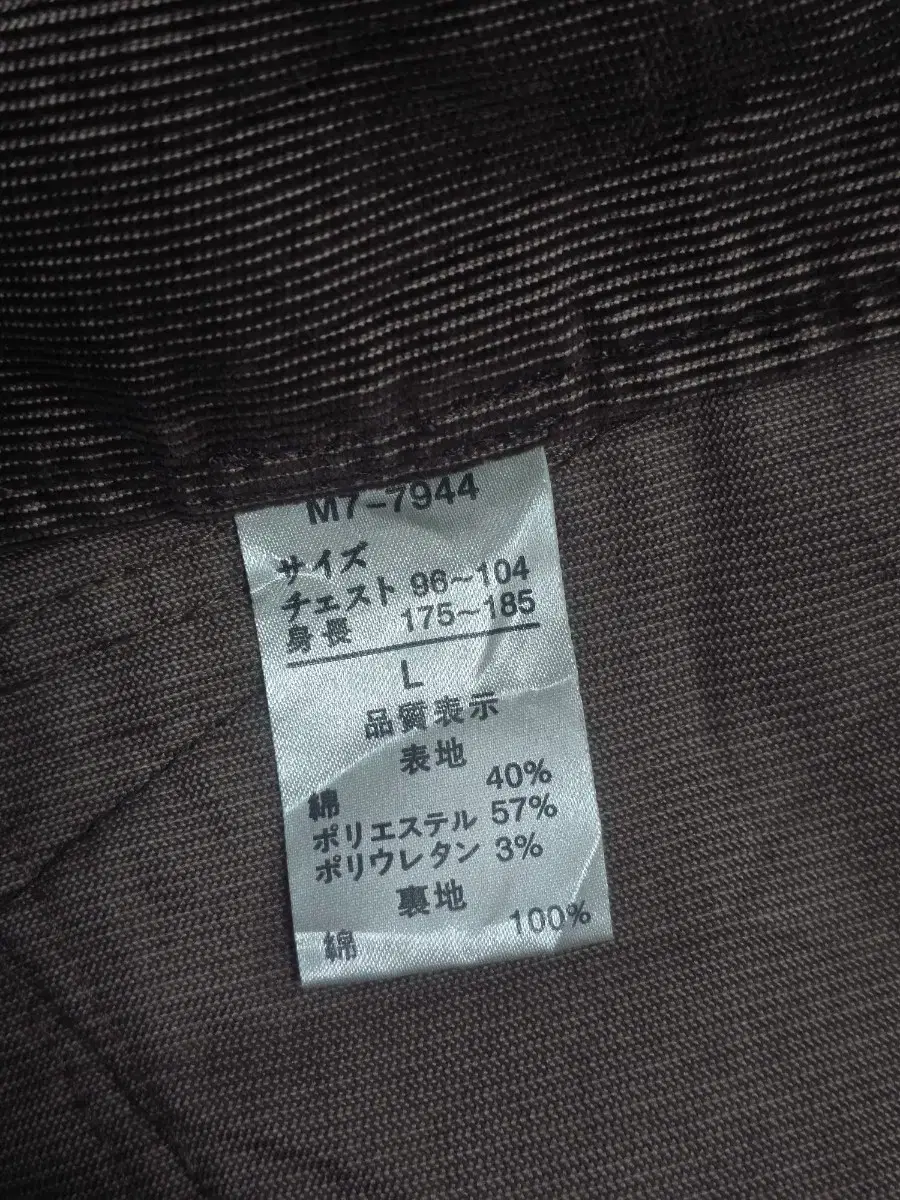 M7-7944
サイズ
チェスト 96～104
身長 175～185
L
品質表示
表地
綿 40%
ポリエステル 57%
ポリウレタン 3%
裏地
綿 100%